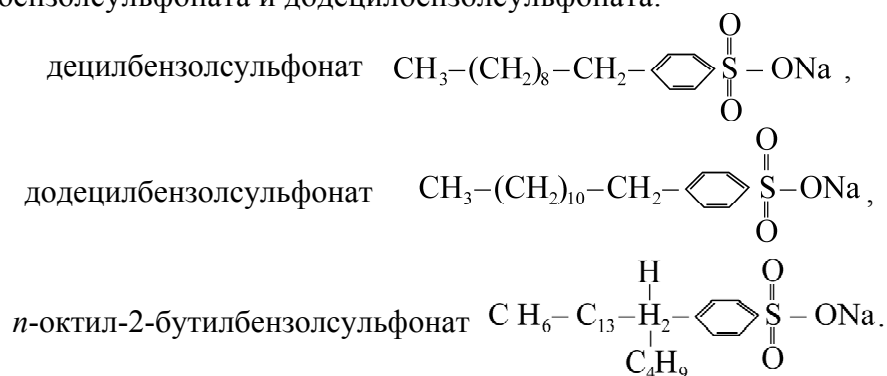 бензолсульфоната и додецилбензолсульфоната.
децилбензолсульфонат CH₃–(CH₂)₈–CH₂– S – ONa ,
O
O
додецилбензолсульфонат CH₃–(CH₂)₁₀–CH₂– S – ONa ,
O
O
n-октил-2-бутилбензолсульфонат C H₆– C₁₃–H₂– S – ONa.
H
C₄H₉
O
O